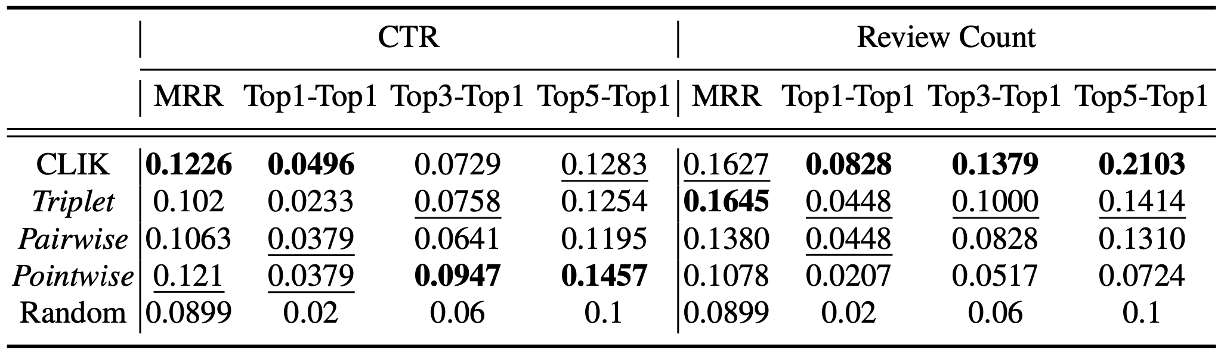 CTR Review Count
MRR Top1-Top1 Top3-Top1 Top5-Top1 MRR Top1-Top1 Top3-Top1 Top5-Top1
CLIK 0.1226 0.0496 0.0729 0.1283 0.1627 0.0828 0.1379 0.2103
Triplet 0.102 0.0233 0.0758 0.1254 0.1645 0.0448 0.1000 0.1414
Pairwise 0.1063 0.0379 0.0641 0.1195 0.1380 0.0448 0.0828 0.1310
Pointwise 0.121 0.0379 0.0947 0.1457 0.1078 0.0207 0.0517 0.0724
Random 0.0899 0.02 0.06 0.1 0.0899 0.02 0.06 0.1